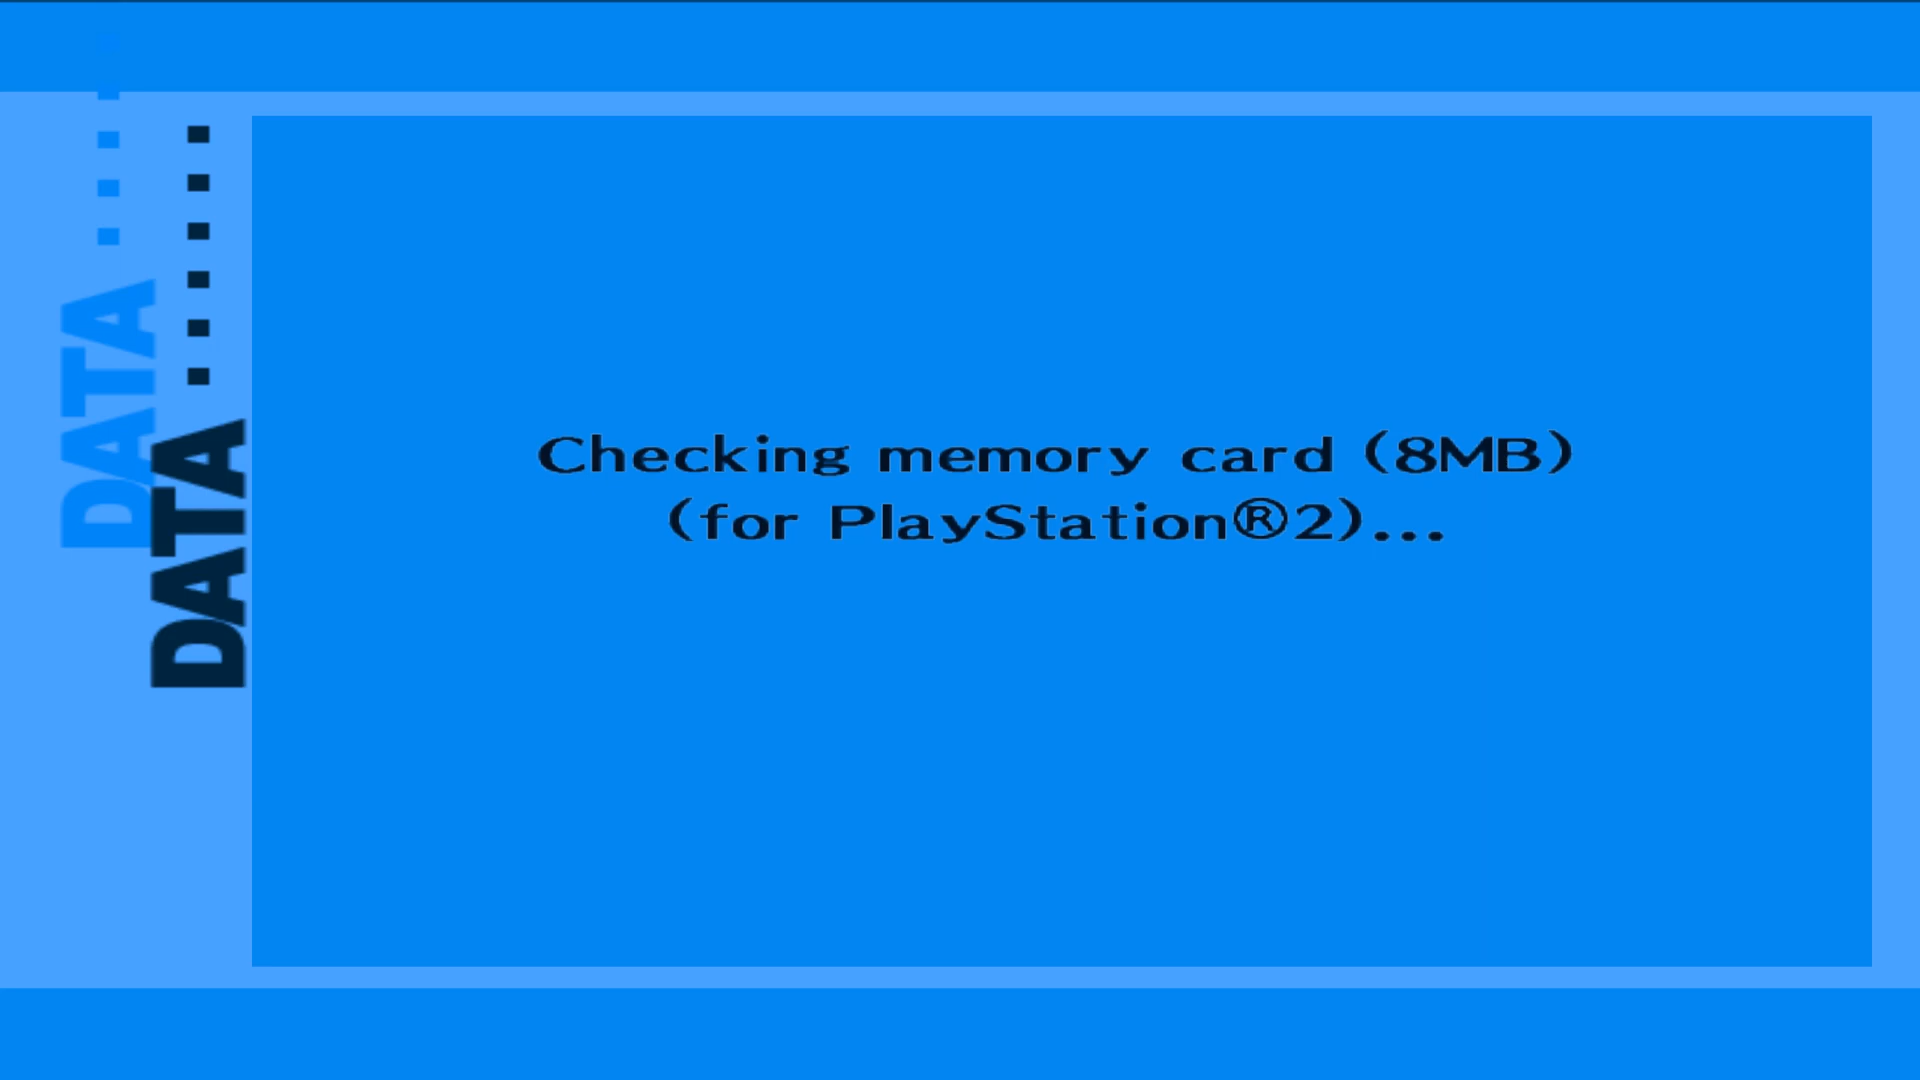 DATA......
DATA....
Checking memory card (8MB)
(for PlayStation®2)...